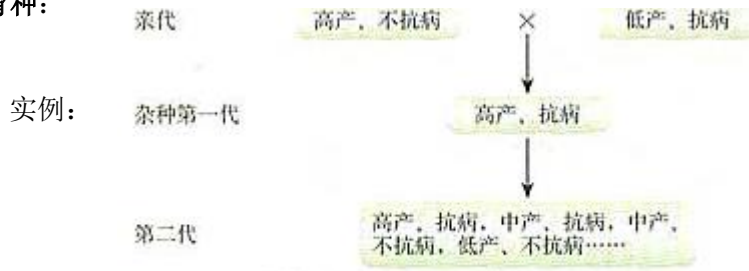 育种：
亲代 高产、不抗病 × 低产、抗病
实例： 杂种第一代 高产、抗病
第二代 高产、抗病，中产、抗病，中产、
不抗病，低产、不抗病……